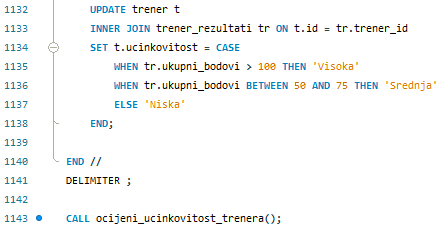 1132 UPDATE trener t
1133 INNER JOIN trener_rezultati tr ON t.id = tr.trener_id
1134 SET t.ucinkovitost = CASE
1135 WHEN tr.ukupni_bodovi > 100 THEN 'Visoka'
1136 WHEN tr.ukupni_bodovi BETWEEN 50 AND 75 THEN 'Srednja'
1137 ELSE 'Niska'
1138 END;
1139
1140 END //
1141 DELIMITER ;
1142
1143 CALL ocijeni_ucinkovitost_trenera();